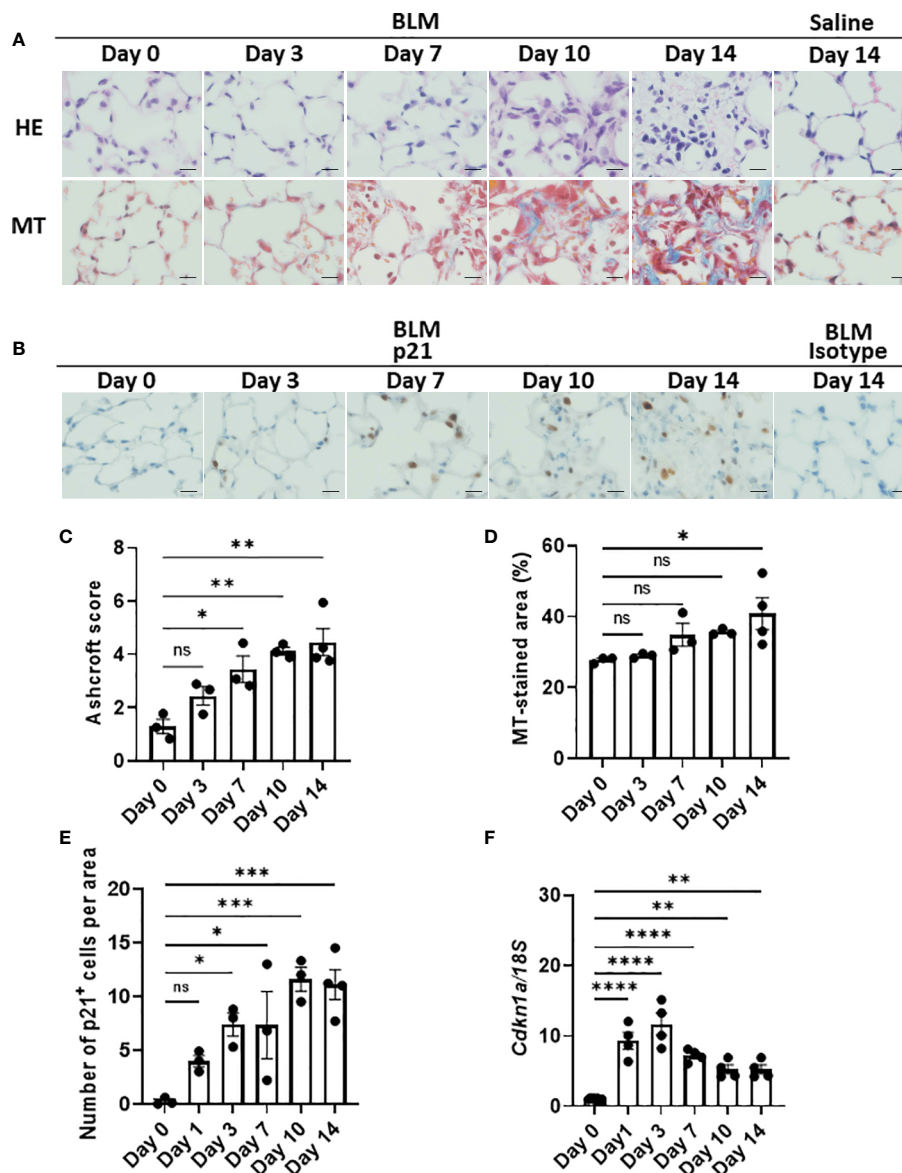 A
BLM
Saline
Day 0 Day 3 Day 7 Day 10 Day 14 Day 14
HE
MT
B
BLM
p21
BLM
Isotype
Day 0 Day 3 Day 7 Day 10 Day 14 Day 14
C
Ashcroft score
8
6
4
2
0
**
**
*
ns
Day 0 Day 3 Day 7 Day 10 Day 14
D
MT-stained area (%)
60
40
20
0
*
ns
ns
ns
Day 0 Day 3 Day 7 Day 10 Day 14
E
Number of p21+ cells per area
20
15
10
5
0
***
***
*
*
ns
Day 0 Day 1 Day 3 Day 7 Day 10 Day 14
F
Cdkn1a/18S
30
20
10
0
**
**
****
****
****
Day 0 Day1 Day 3 Day 7 Day 10 Day 14